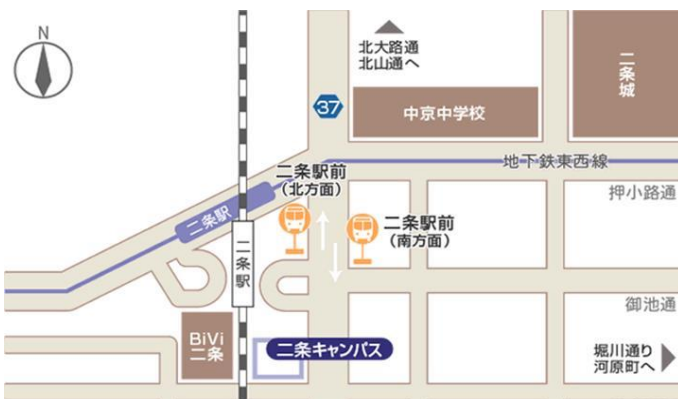 N
北大路通
北山通へ
二条城
37
中京中学校
地下鉄東西線
二条駅前
(北方面)
押小路通
二条駅
二条駅前
(南方面)
二条駅
御池通
BiVi
二条
二条キャンパス
堀川通り
河原町へ